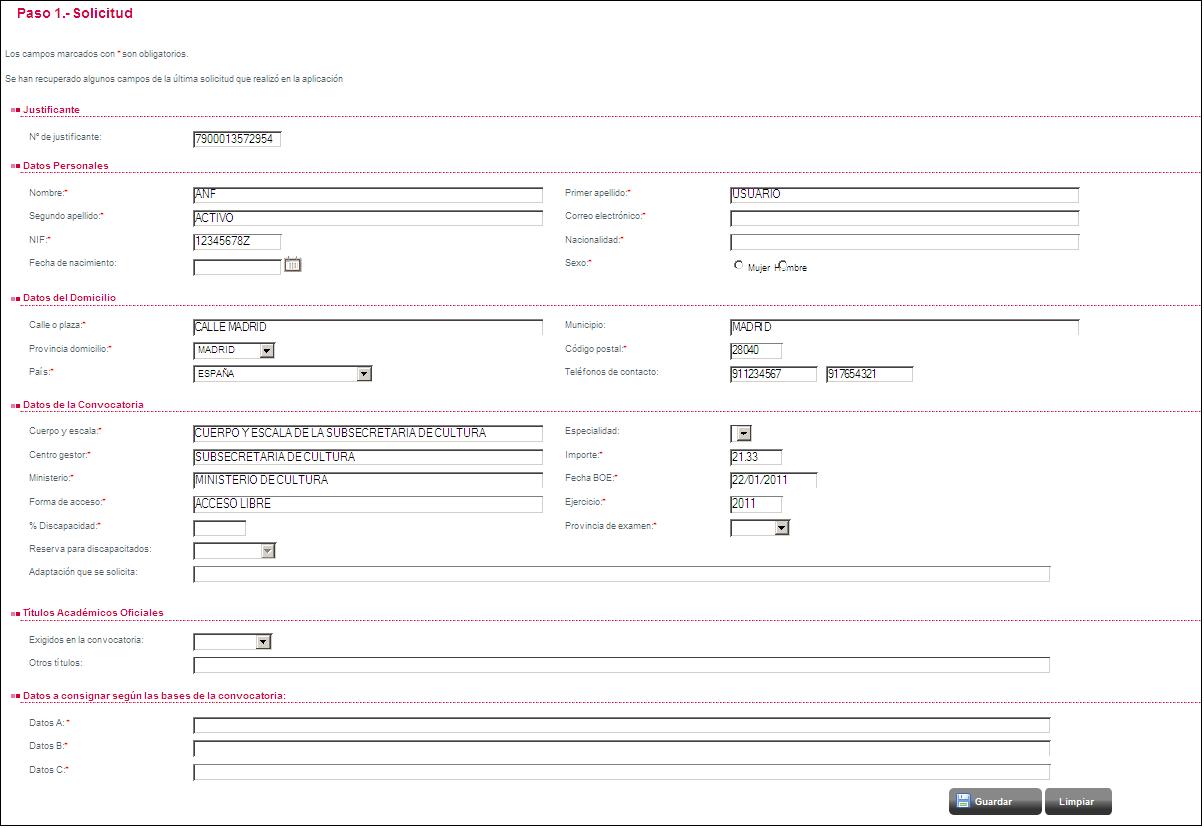 Paso 1.- Solicitud
Los campos marcados con * son obligatorios.
Se han recuperado algunos campos de la última solicitud que realizó en la aplicación
Justificante
Nº de justificante: 7900013572954
Datos Personales
Nombre:* ANF Primer apellido:* USUARIO
Segundo apellido:* ACTIVO Correo electrónico:*
NIF:* 12345678Z Nacionalidad:*
Fecha de nacimiento: Sexo:* Mujer Hombre
Datos del Domicilio
Calle o plaza:* CALLE MADRID Municipio: MADRID
Provincia domicilio:* MADRID Código postal:* 28040
País:* ESPAÑA Teléfonos de contacto: 911234567 917654321
Datos de la Convocatoria
Cuerpo y escala:* CUERPO Y ESCALA DE LA SUBSECRETARIA DE CULTURA Especialidad:
Centro gestor:* SUBSECRETARIA DE CULTURA Importe:* 21.33
Ministerio:* MINISTERIO DE CULTURA Fecha BOE:* 22/01/2011
Forma de acceso:* ACCESO LIBRE Ejercicio:* 2011
% Discapacidad:* Provincia de examen:*
Reserva para discapacitados:
Adaptación que se solicita:
Títulos Académicos Oficiales
Exigidos en la convocatoria:
Otros títulos:
Datos a consignar según las bases de la convocatoria:
Datos A:*
Datos B:*
Datos C:*
Guardar Limpiar